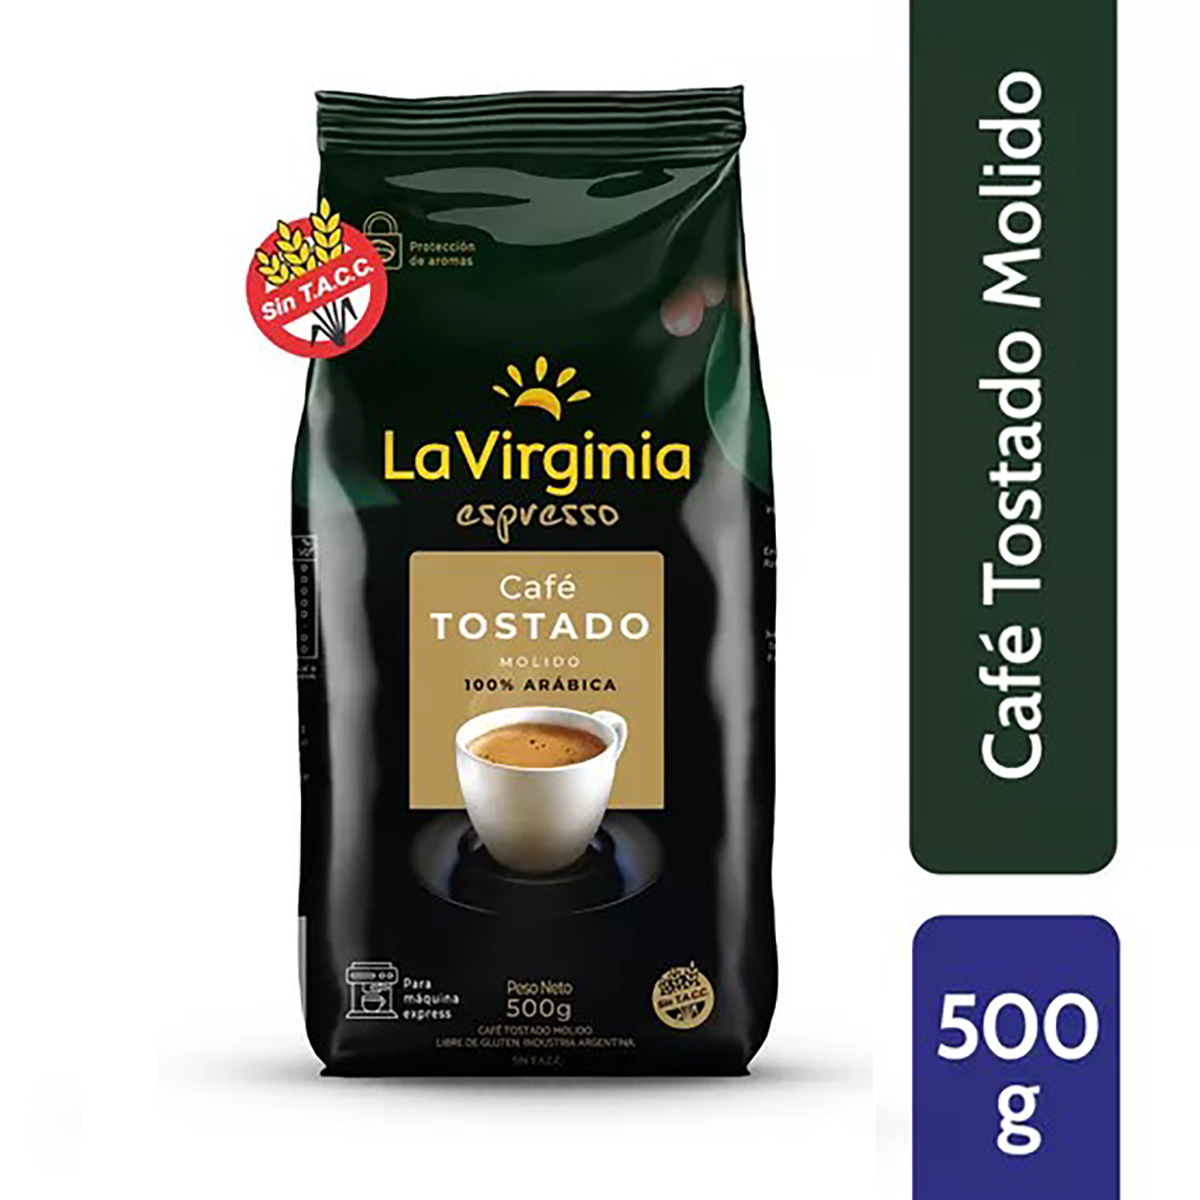 Protección
de aromas
Sin T.A.C.C.
La Virginia
espresso
Café
TOSTADO
MOLIDO
100% ARÁBICA
Para
máquina
express
Peso Neto
500g
CAFÉ TOSTADO MOLIDO.
LIBRE DE GLUTEN. INDUSTRIA ARGENTINA.
SIN T.A.C.C.
Sin T.A.C.C.
Café Tostado Molido
500
g